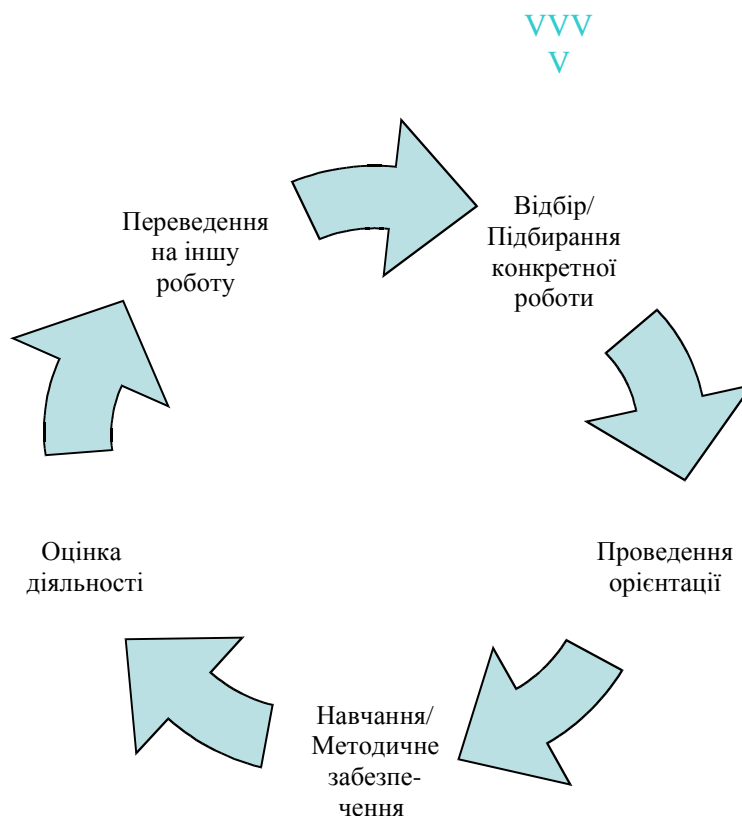 VVV
V
Переведення
на іншу
роботу
Відбір/
Підбирання
конкретної
роботи
Оцінка
діяльності
Проведення
орієнтації
Навчання/
Методичне
забезпе-
чення